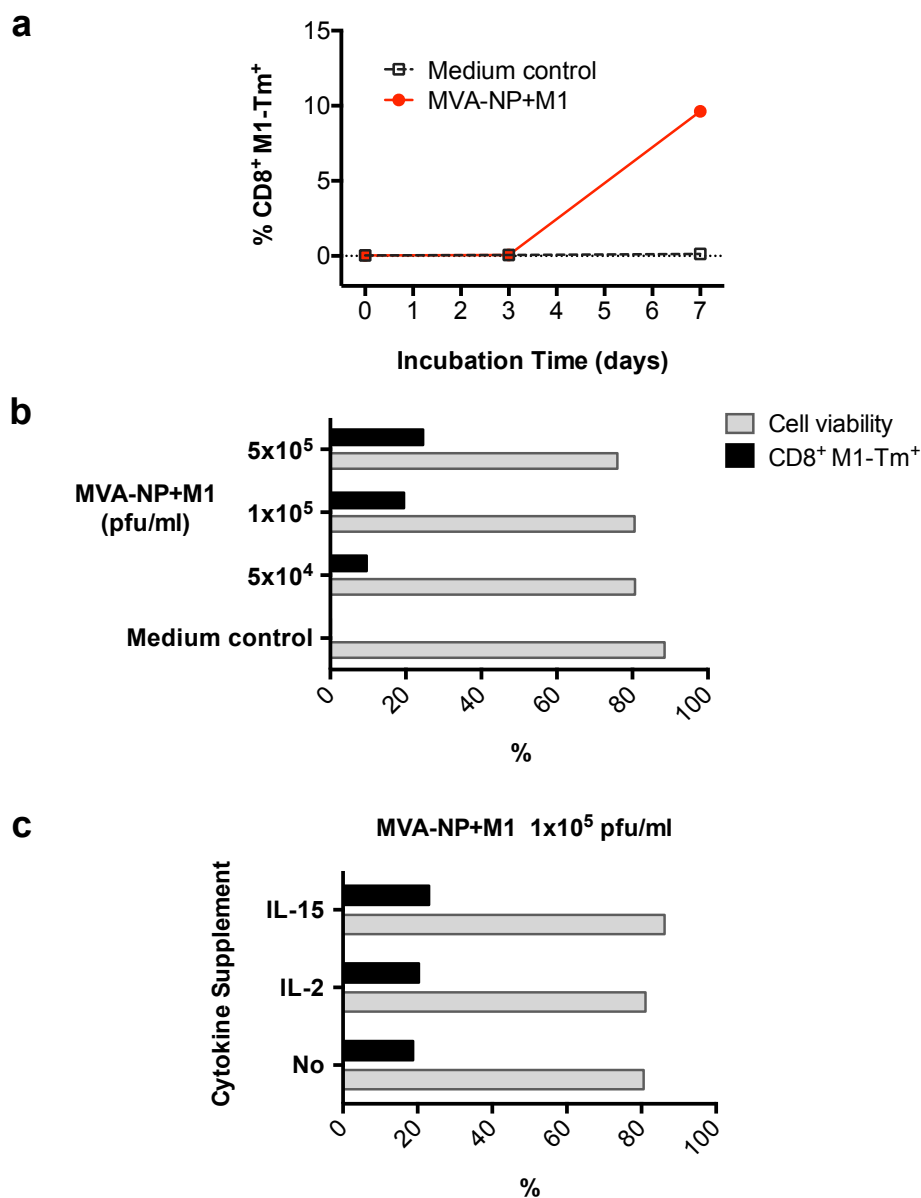 a
15
10
5
0
% CD8⁺ M1-Tm⁺
Medium control
MVA-NP+M1
0 1 2 3 4 5 6 7
Incubation Time (days)
b
Cell viability
CD8⁺ M1-Tm⁺
MVA-NP+M1
(pfu/ml)
5x10⁵
1x10⁵
5x10⁴
Medium control
0 20 40 60 80 100
%
c
MVA-NP+M1 1x10⁵ pfu/ml
Cytokine Supplement
IL-15
IL-2
No
0 20 40 60 80 100
%